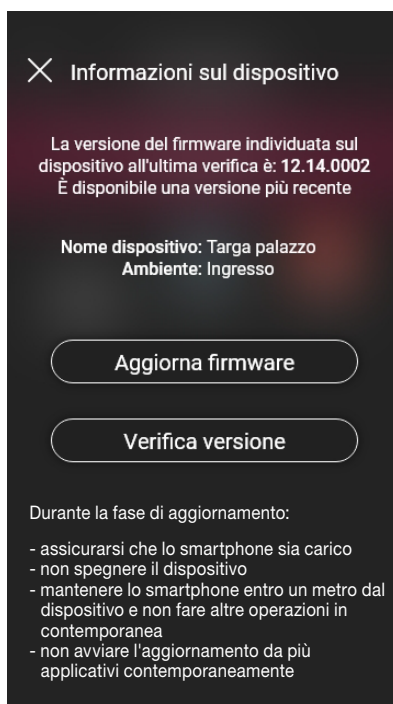 Informazioni sul dispositivo
La versione del firmware individuata sul
dispositivo all'ultima verifica è: 12.14.0002
È disponibile una versione più recente
Nome dispositivo: Targa palazzo
Ambiente: Ingresso
Aggiorna firmware
Verifica versione
Durante la fase di aggiornamento:
- assicurarsi che lo smartphone sia carico
- non spegnere il dispositivo
- mantenere lo smartphone entro un metro dal
dispositivo e non fare altre operazioni in
contemporanea
- non avviare l'aggiornamento da più
applicativi contemporaneamente